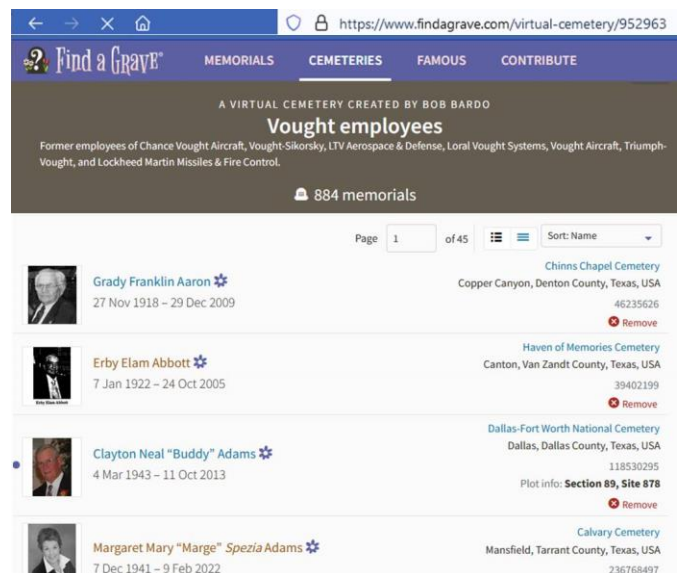 https://www.findagrave.com/virtual-cemetery/952963
Find a GRAVE®
MEMORIALS CEMETERIES FAMOUS CONTRIBUTE
A VIRTUAL CEMETERY CREATED BY BOB BARDO
Vought employees
Former employees of Chance Vought Aircraft, Vought-Sikorsky, LTV Aerospace & Defense, Loral Vought Systems, Vought Aircraft, Triumph-
Vought, and Lockheed Martin Missiles & Fire Control.
884 memorials
Page 1 of 45 Sort: Name
Grady Franklin Aaron
27 Nov 1918 – 29 Dec 2009
Chinns Chapel Cemetery
Copper Canyon, Denton County, Texas, USA
46235626
Remove
Erby Elam Abbott
7 Jan 1922 – 24 Oct 2005
Haven of Memories Cemetery
Canton, Van Zandt County, Texas, USA
39402199
Remove
Erby Elam Abbott
Clayton Neal “Buddy” Adams
4 Mar 1943 – 11 Oct 2013
Dallas-Fort Worth National Cemetery
Dallas, Dallas County, Texas, USA
118530295
Plot info: Section 89, Site 878
Remove
Margaret Mary “Marge” Spezia Adams
7 Dec 1941 – 9 Feb 2022
Calvary Cemetery
Mansfield, Tarrant County, Texas, USA
236768497